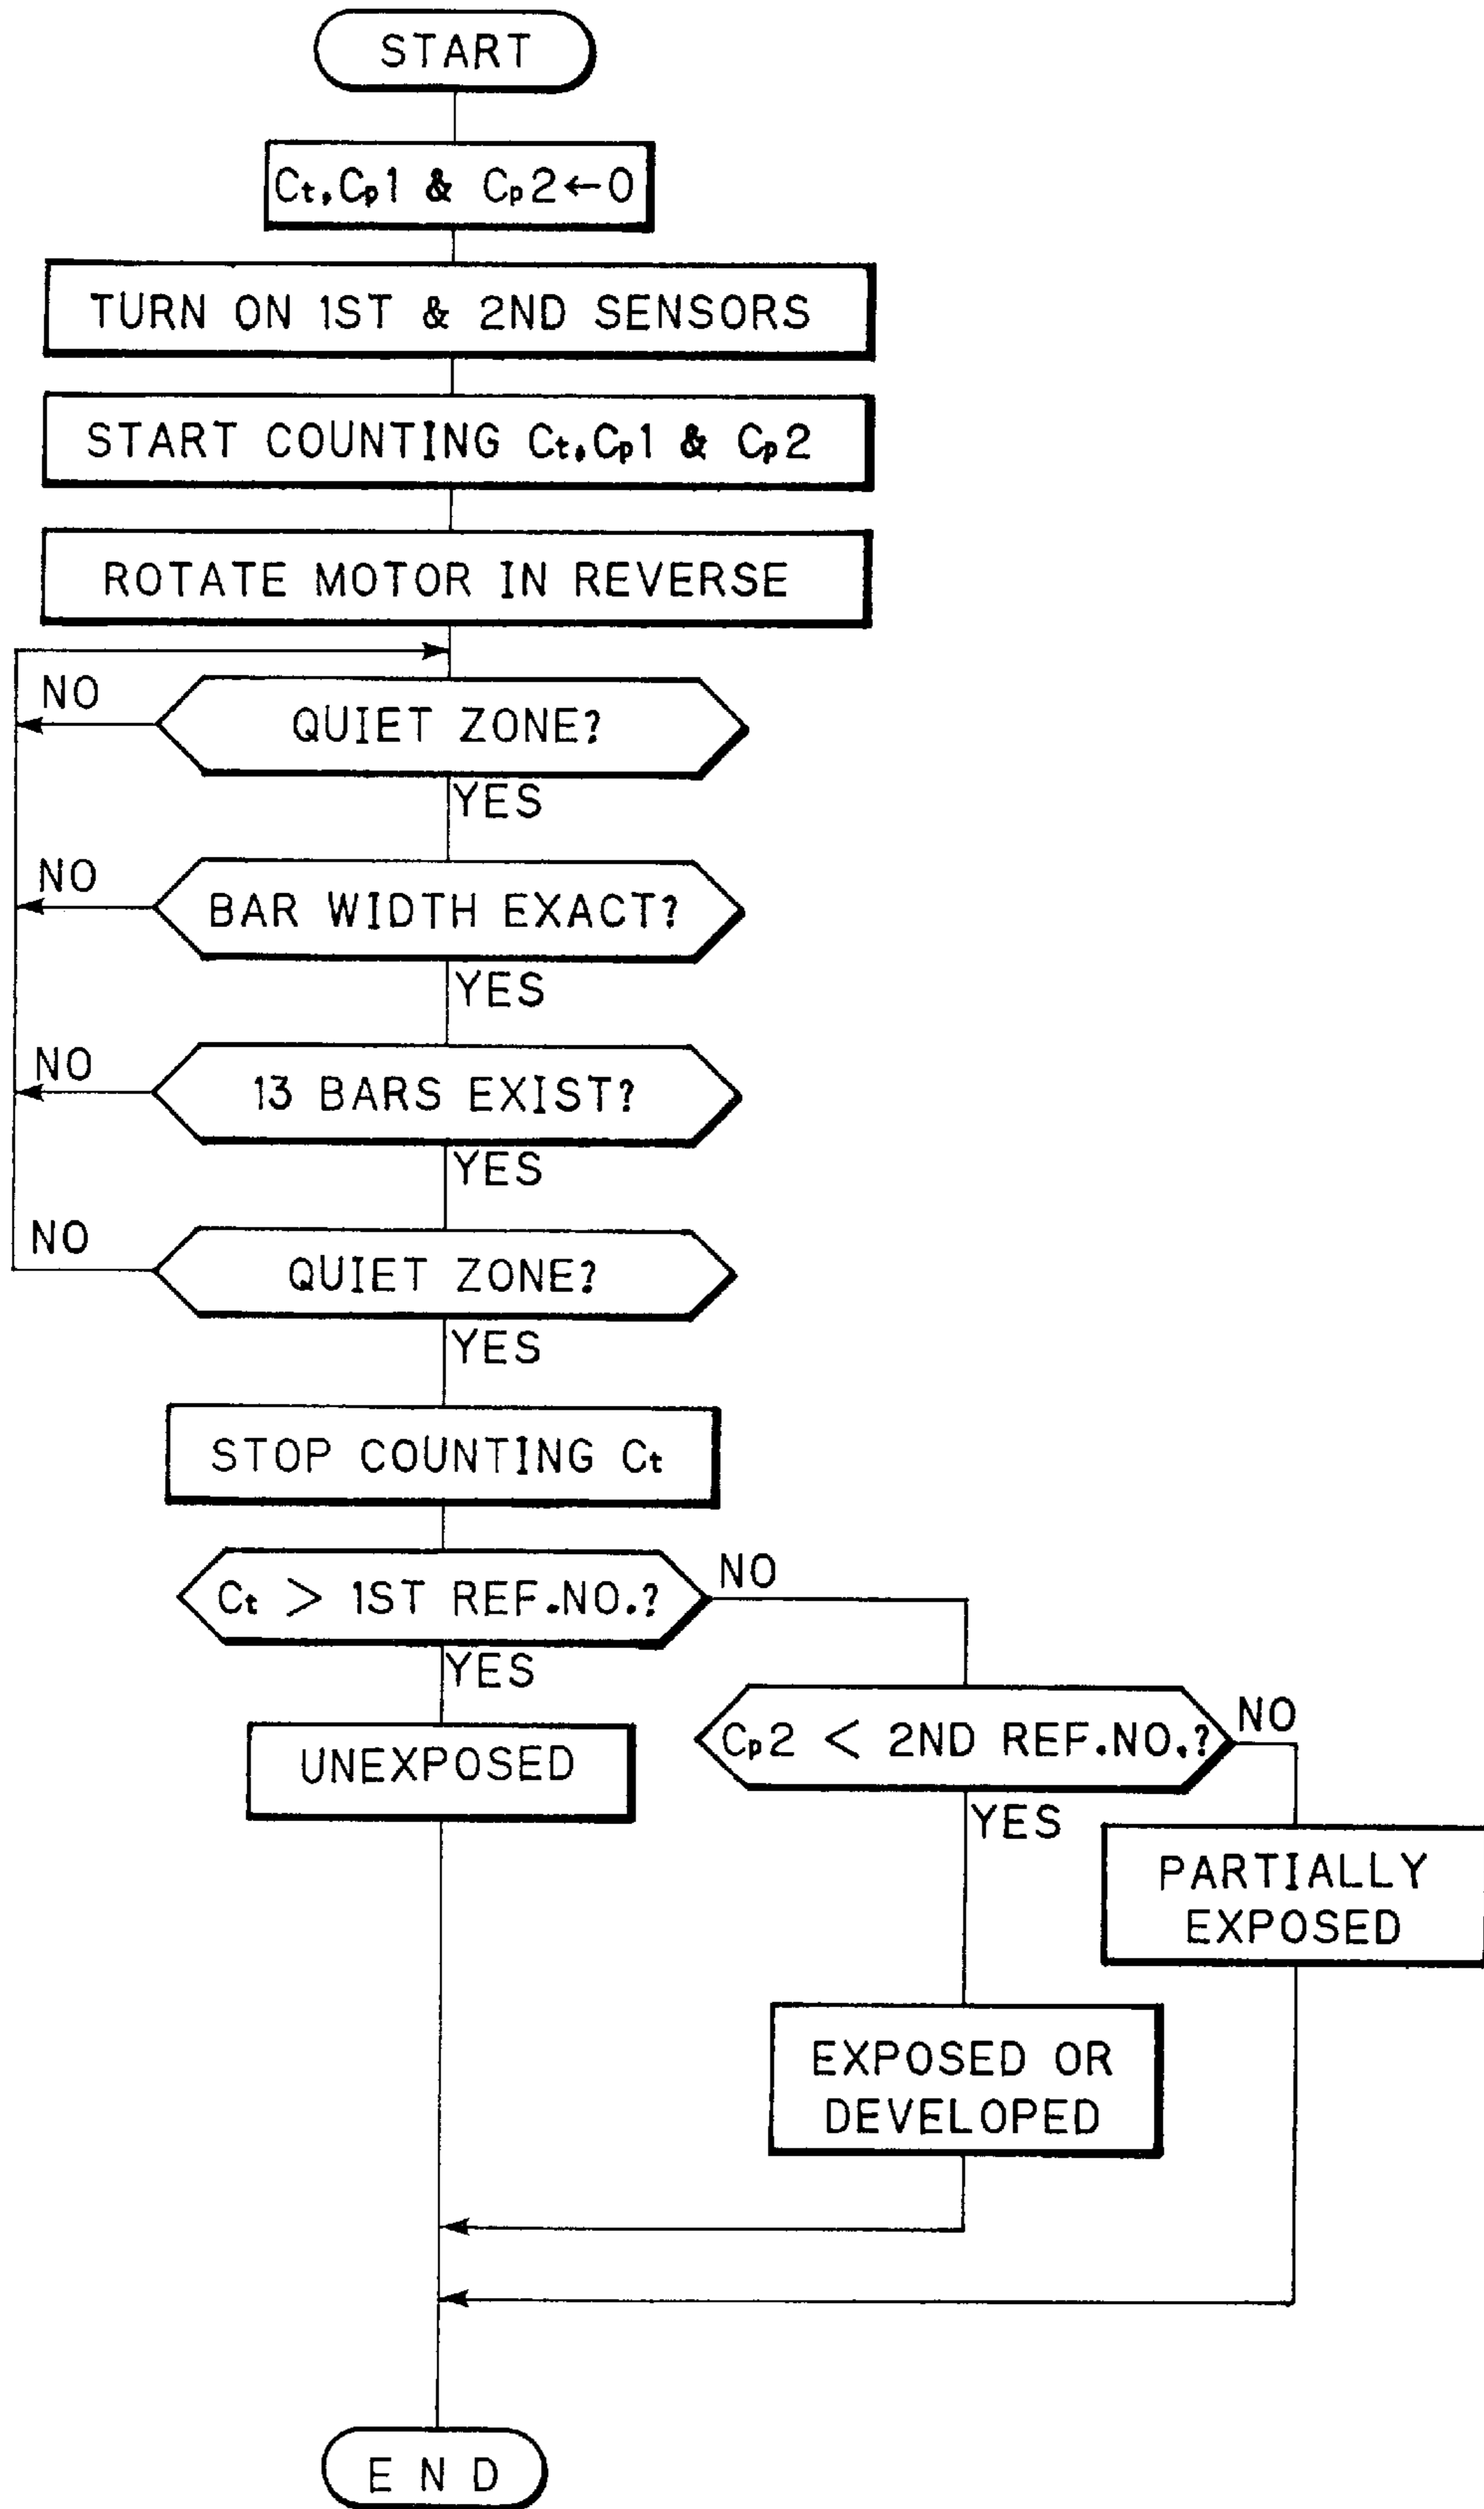 START
Ct,Cp1 & Cp2←0
TURN ON 1ST & 2ND SENSORS
START COUNTING Ct,Cp1 & Cp2
ROTATE MOTOR IN REVERSE
NO
QUIET ZONE?
YES
NO
BAR WIDTH EXACT?
YES
NO
13 BARS EXIST?
YES
NO
QUIET ZONE?
YES
STOP COUNTING Ct
Ct > 1ST REF.NO.?
NO
YES
UNEXPOSED
Cp2 < 2ND REF.NO.?
NO
YES
PARTIALLY
EXPOSED
EXPOSED OR
DEVELOPED
END